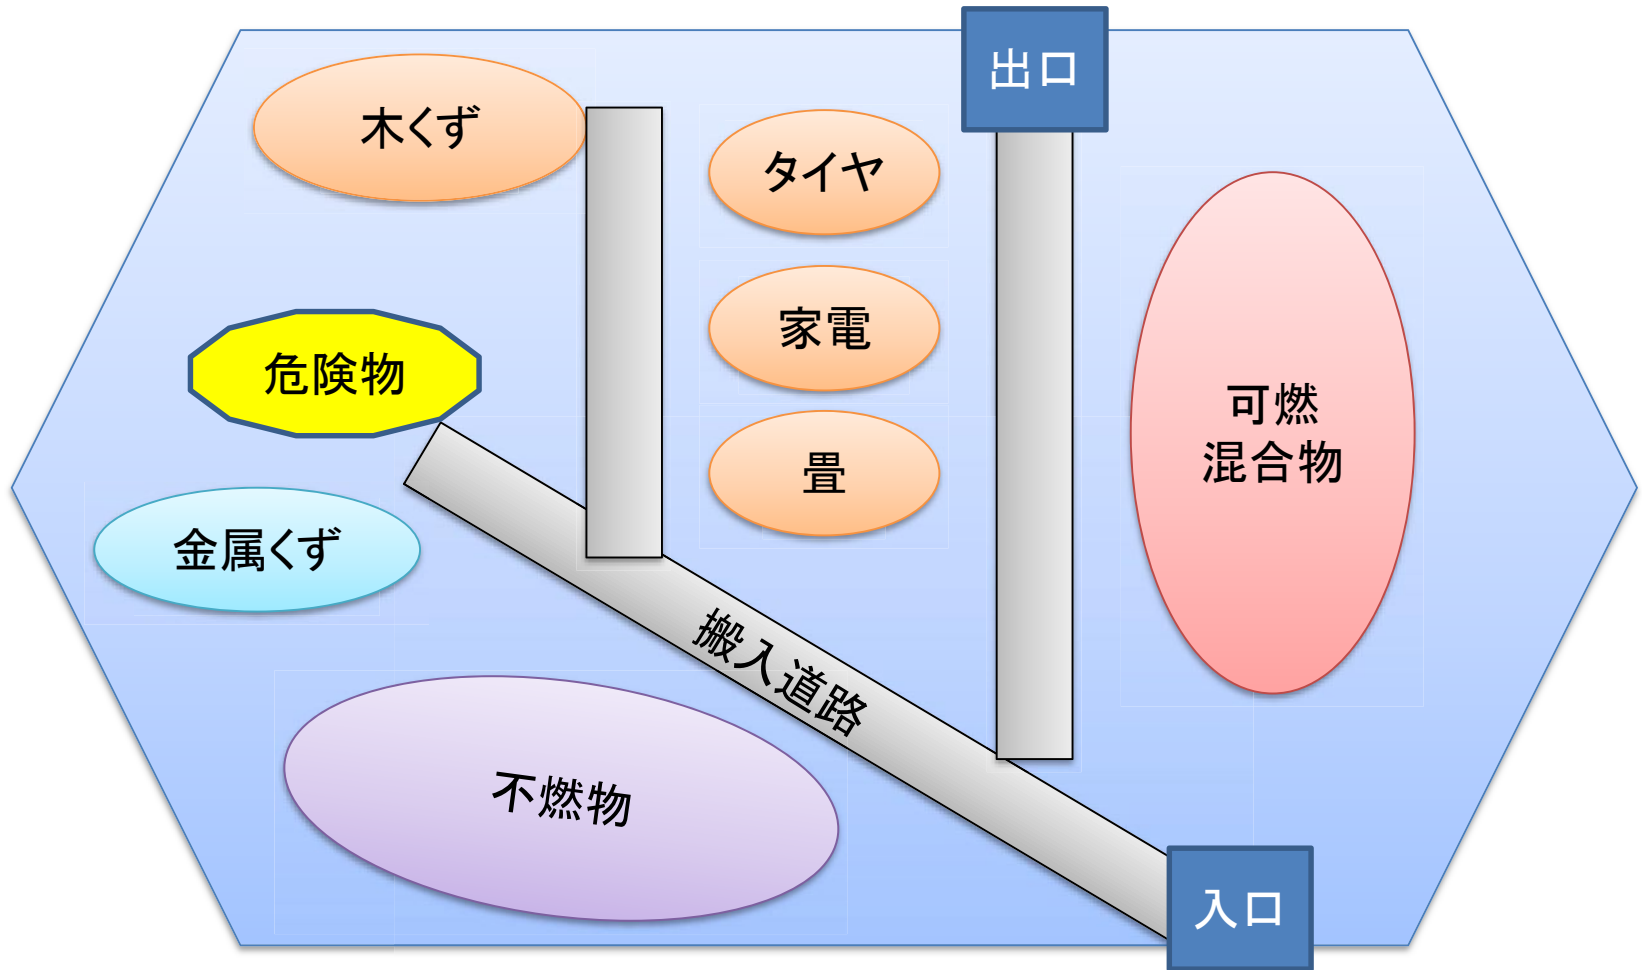 出口
木くず
タイヤ
家電
危険物
可燃
混合物
畳
金属くず
搬入道路
不燃物
入口